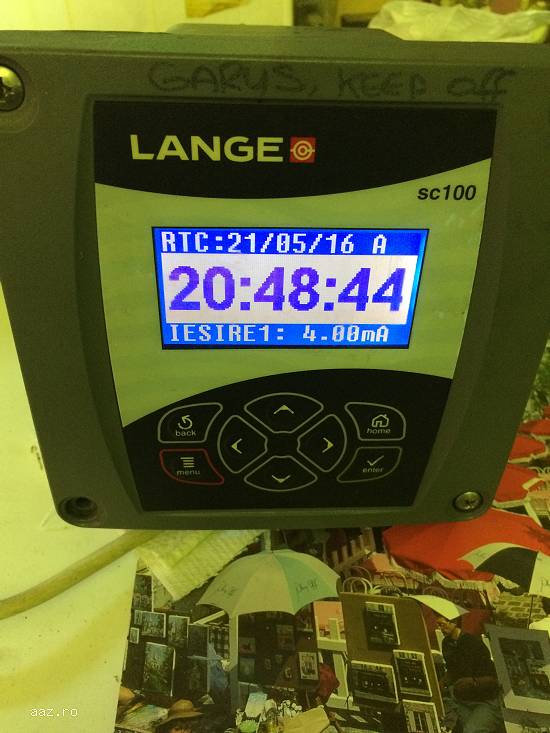 GARYS, KEEP OFF
LANGE
sc100
RTC:21/05/16 A
20:48:44
IESIRE1: 4.00mA
back
home
menu
enter
aaz.ro